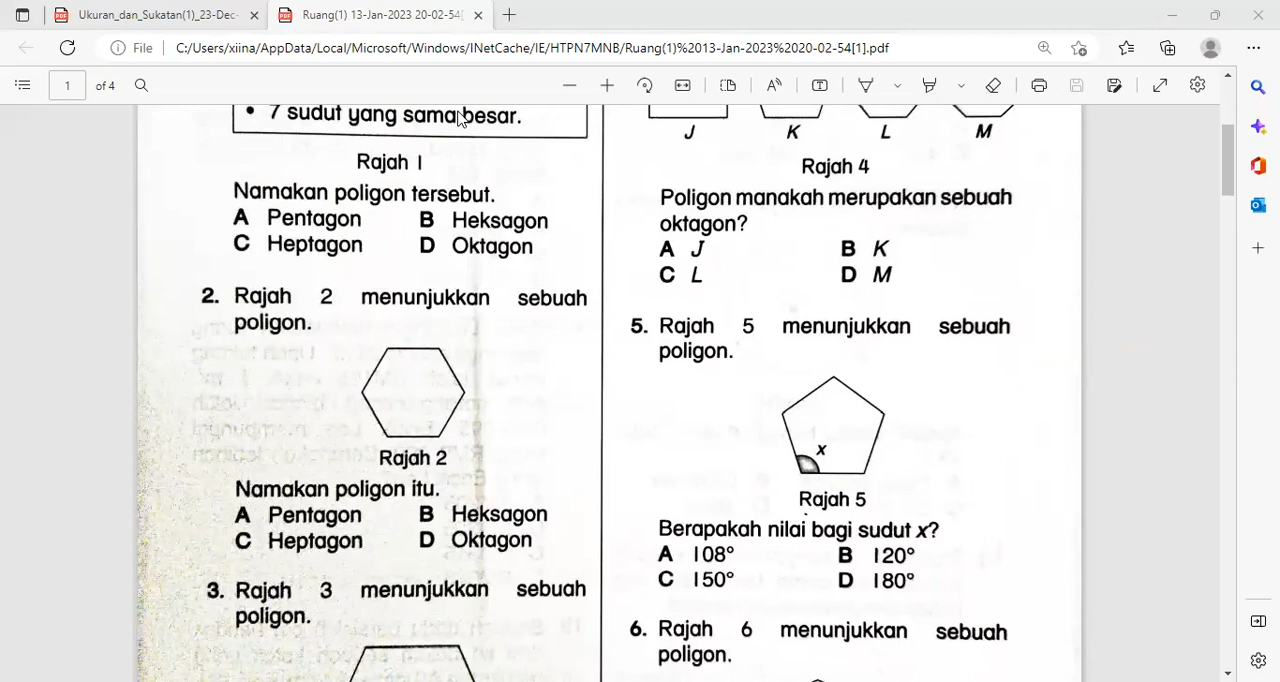 Ukuran_dan_Sukatan(1)_23-Dec-
Ruang(1) 13-Jan-2023 20-02-54[
File
C:/Users/xiina/AppData/Local/Microsoft/Windows/INetCache/IE/HTPN7MNB/Ruang(1)%2013-Jan-2023%2020-02-54[1].pdf
1 of 4
• 7 sudut yang sama besar.
Rajah 1
Namakan poligon tersebut.
A Pentagon B Heksagon
C Heptagon D Oktagon
2. Rajah 2 menunjukkan sebuah
poligon.
Rajah 2
Namakan poligon itu.
A Pentagon B Heksagon
C Heptagon D Oktagon
3. Rajah 3 menunjukkan sebuah
poligon.
J K L M
Rajah 4
Poligon manakah merupakan sebuah
oktagon?
A J B K
C L D M
5. Rajah 5 menunjukkan sebuah
poligon.
x
Rajah 5
Berapakah nilai bagi sudut x?
A 108° B 120°
C 150° D 180°
6. Rajah 6 menunjukkan sebuah
poligon.